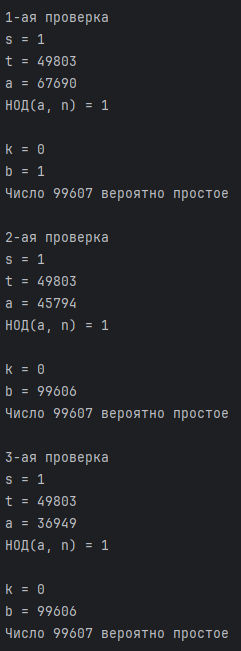 1-ая проверка
s = 1
t = 49803
a = 67690
НОД(a, n) = 1
k = 0
b = 1
Число 99607 вероятно простое
2-ая проверка
s = 1
t = 49803
a = 45794
НОД(a, n) = 1
k = 0
b = 99606
Число 99607 вероятно простое
3-ая проверка
s = 1
t = 49803
a = 36949
НОД(a, n) = 1
k = 0
b = 99606
Число 99607 вероятно простое